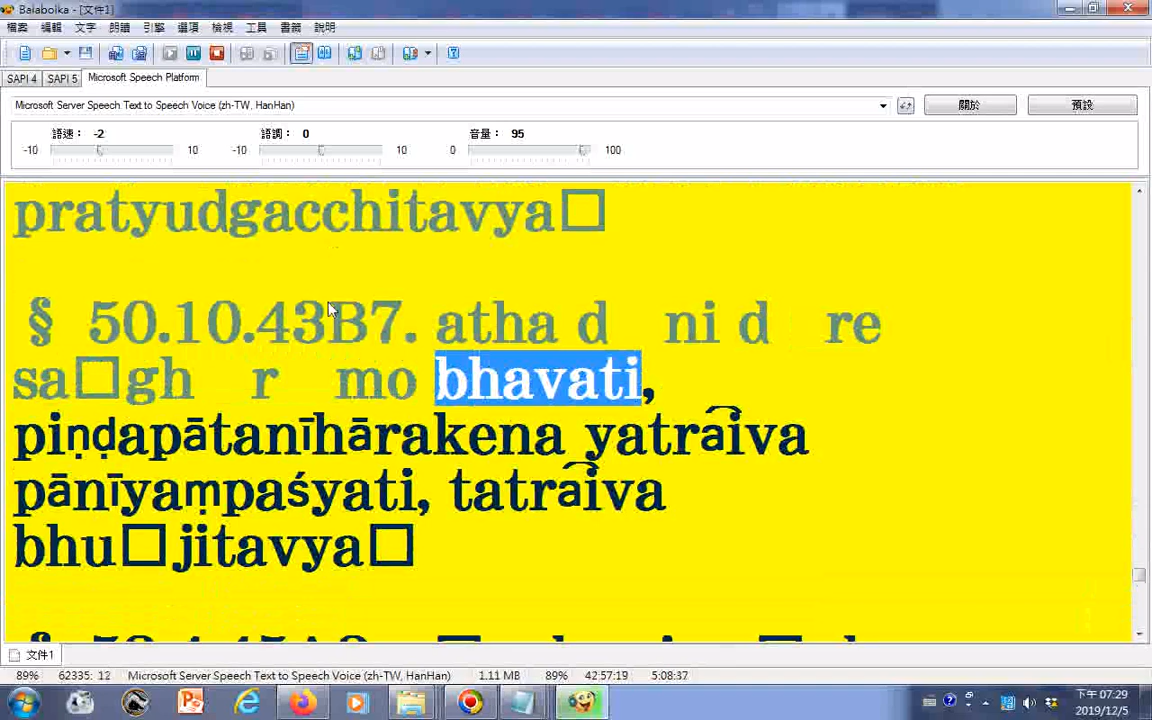 Balabolka - [文件1]
檔案 編輯 文字 朗讀 引擎 選項 檢視 工具 書籤 說明
SAPI 4 SAPI 5 Microsoft Speech Platform
Microsoft Server Speech Text to Speech Voice (zh-TW, HanHan) 關於 預設
語速： -2 語調： 0 音量： 95
-10 10 -10 10 0 100
pratyudgacchitavya□
§ 50.10.43B7. atha d ni d re
sa□gh r mo bhavati,
piṇḍapātanīhārakena yatra͡iva
pānīyaṃpaśyati, tatra͡iva
bhu□jitavya□
文件1
89% 62335: 12 Microsoft Server Speech Text to Speech Voice (zh-TW, HanHan) 1.11 MB 89% 42:57:19 5:08:37
下午 07:29
2019/12/5